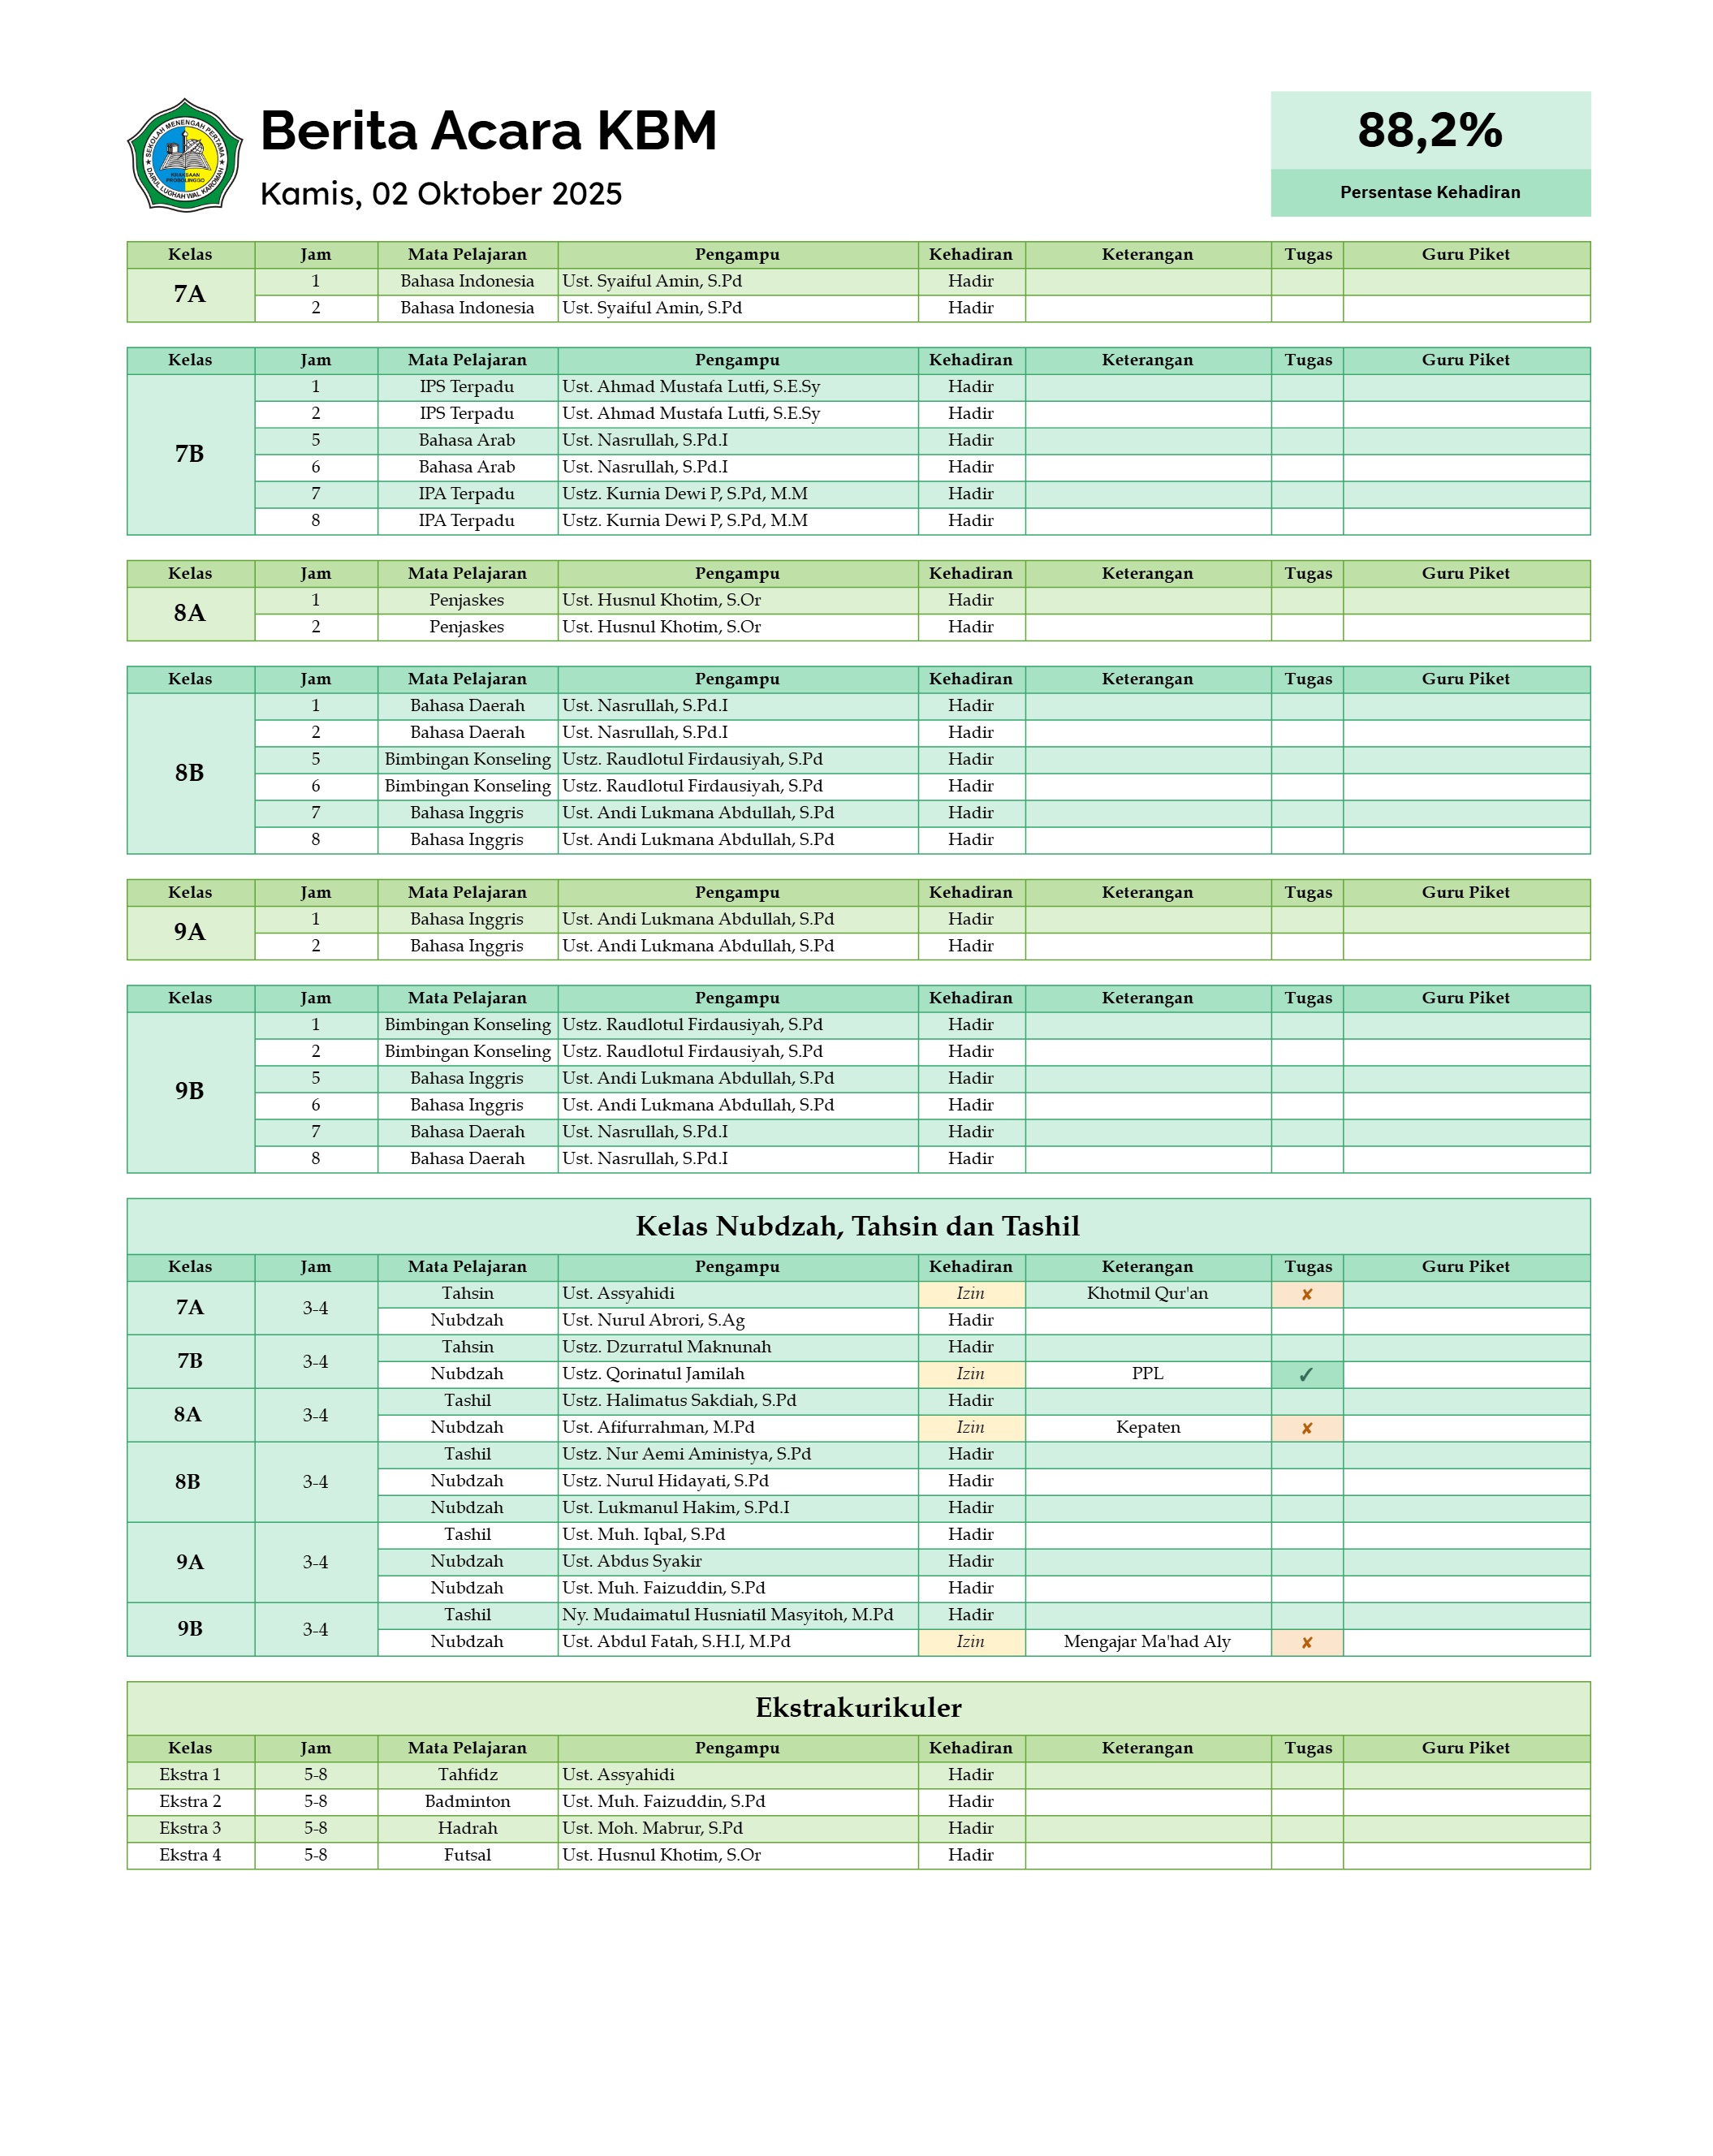 SEKOLAH MENENGAH PERTAMA
KRAKSAAN
PROBOLINGGO
DARUL LUGHAH WAL KAROMAH
Berita Acara KBM
Kamis, 02 Oktober 2025
88,2%
Persentase Kehadiran
Kelas Jam Mata Pelajaran Pengampu Kehadiran Keterangan Tugas Guru Piket
7A
1 Bahasa Indonesia Ust. Syaiful Amin, S.Pd Hadir
2 Bahasa Indonesia Ust. Syaiful Amin, S.Pd Hadir
Kelas Jam Mata Pelajaran Pengampu Kehadiran Keterangan Tugas Guru Piket
7B
1 IPS Terpadu Ust. Ahmad Mustafa Lutfi, S.E.Sy Hadir
2 IPS Terpadu Ust. Ahmad Mustafa Lutfi, S.E.Sy Hadir
5 Bahasa Arab Ust. Nasrullah, S.Pd.I Hadir
6 Bahasa Arab Ust. Nasrullah, S.Pd.I Hadir
7 IPA Terpadu Ustz. Kurnia Dewi P, S.Pd, M.M Hadir
8 IPA Terpadu Ustz. Kurnia Dewi P, S.Pd, M.M Hadir
Kelas Jam Mata Pelajaran Pengampu Kehadiran Keterangan Tugas Guru Piket
8A
1 Penjaskes Ust. Husnul Khotim, S.Or Hadir
2 Penjaskes Ust. Husnul Khotim, S.Or Hadir
Kelas Jam Mata Pelajaran Pengampu Kehadiran Keterangan Tugas Guru Piket
8B
1 Bahasa Daerah Ust. Nasrullah, S.Pd.I Hadir
2 Bahasa Daerah Ust. Nasrullah, S.Pd.I Hadir
5 Bimbingan Konseling Ustz. Raudlotul Firdausiyah, S.Pd Hadir
6 Bimbingan Konseling Ustz. Raudlotul Firdausiyah, S.Pd Hadir
7 Bahasa Inggris Ust. Andi Lukmana Abdullah, S.Pd Hadir
8 Bahasa Inggris Ust. Andi Lukmana Abdullah, S.Pd Hadir
Kelas Jam Mata Pelajaran Pengampu Kehadiran Keterangan Tugas Guru Piket
9A
1 Bahasa Inggris Ust. Andi Lukmana Abdullah, S.Pd Hadir
2 Bahasa Inggris Ust. Andi Lukmana Abdullah, S.Pd Hadir
Kelas Jam Mata Pelajaran Pengampu Kehadiran Keterangan Tugas Guru Piket
9B
1 Bimbingan Konseling Ustz. Raudlotul Firdausiyah, S.Pd Hadir
2 Bimbingan Konseling Ustz. Raudlotul Firdausiyah, S.Pd Hadir
5 Bahasa Inggris Ust. Andi Lukmana Abdullah, S.Pd Hadir
6 Bahasa Inggris Ust. Andi Lukmana Abdullah, S.Pd Hadir
7 Bahasa Daerah Ust. Nasrullah, S.Pd.I Hadir
8 Bahasa Daerah Ust. Nasrullah, S.Pd.I Hadir
Kelas Nubdzah, Tahsin dan Tashil
Kelas Jam Mata Pelajaran Pengampu Kehadiran Keterangan Tugas Guru Piket
7A 3-4
Tahsin Ust. Assyahidi Izin Khotmil Qur'an ✘
Nubdzah Ust. Nurul Abrori, S.Ag Hadir
7B 3-4
Tahsin Ustz. Dzurratul Maknunah Hadir
Nubdzah Ustz. Qorinatul Jamilah Izin PPL ✓
8A 3-4
Tashil Ustz. Halimatus Sakdiah, S.Pd Hadir
Nubdzah Ust. Afifurrahman, M.Pd Izin Kepaten ✘
8B 3-4
Tashil Ustz. Nur Aemi Aministya, S.Pd Hadir
Nubdzah Ustz. Nurul Hidayati, S.Pd Hadir
Nubdzah Ust. Lukmanul Hakim, S.Pd.I Hadir
9A 3-4
Tashil Ust. Muh. Iqbal, S.Pd Hadir
Nubdzah Ust. Abdus Syakir Hadir
Nubdzah Ust. Muh. Faizuddin, S.Pd Hadir
9B 3-4
Tashil Ny. Mudaimatul Husniatil Masyitoh, M.Pd Hadir
Nubdzah Ust. Abdul Fatah, S.H.I, M.Pd Izin Mengajar Ma'had Aly ✘
Ekstrakurikuler
Kelas Jam Mata Pelajaran Pengampu Kehadiran Keterangan Tugas Guru Piket
Ekstra 1 5-8 Tahfidz Ust. Assyahidi Hadir
Ekstra 2 5-8 Badminton Ust. Muh. Faizuddin, S.Pd Hadir
Ekstra 3 5-8 Hadrah Ust. Moh. Mabrur, S.Pd Hadir
Ekstra 4 5-8 Futsal Ust. Husnul Khotim, S.Or Hadir